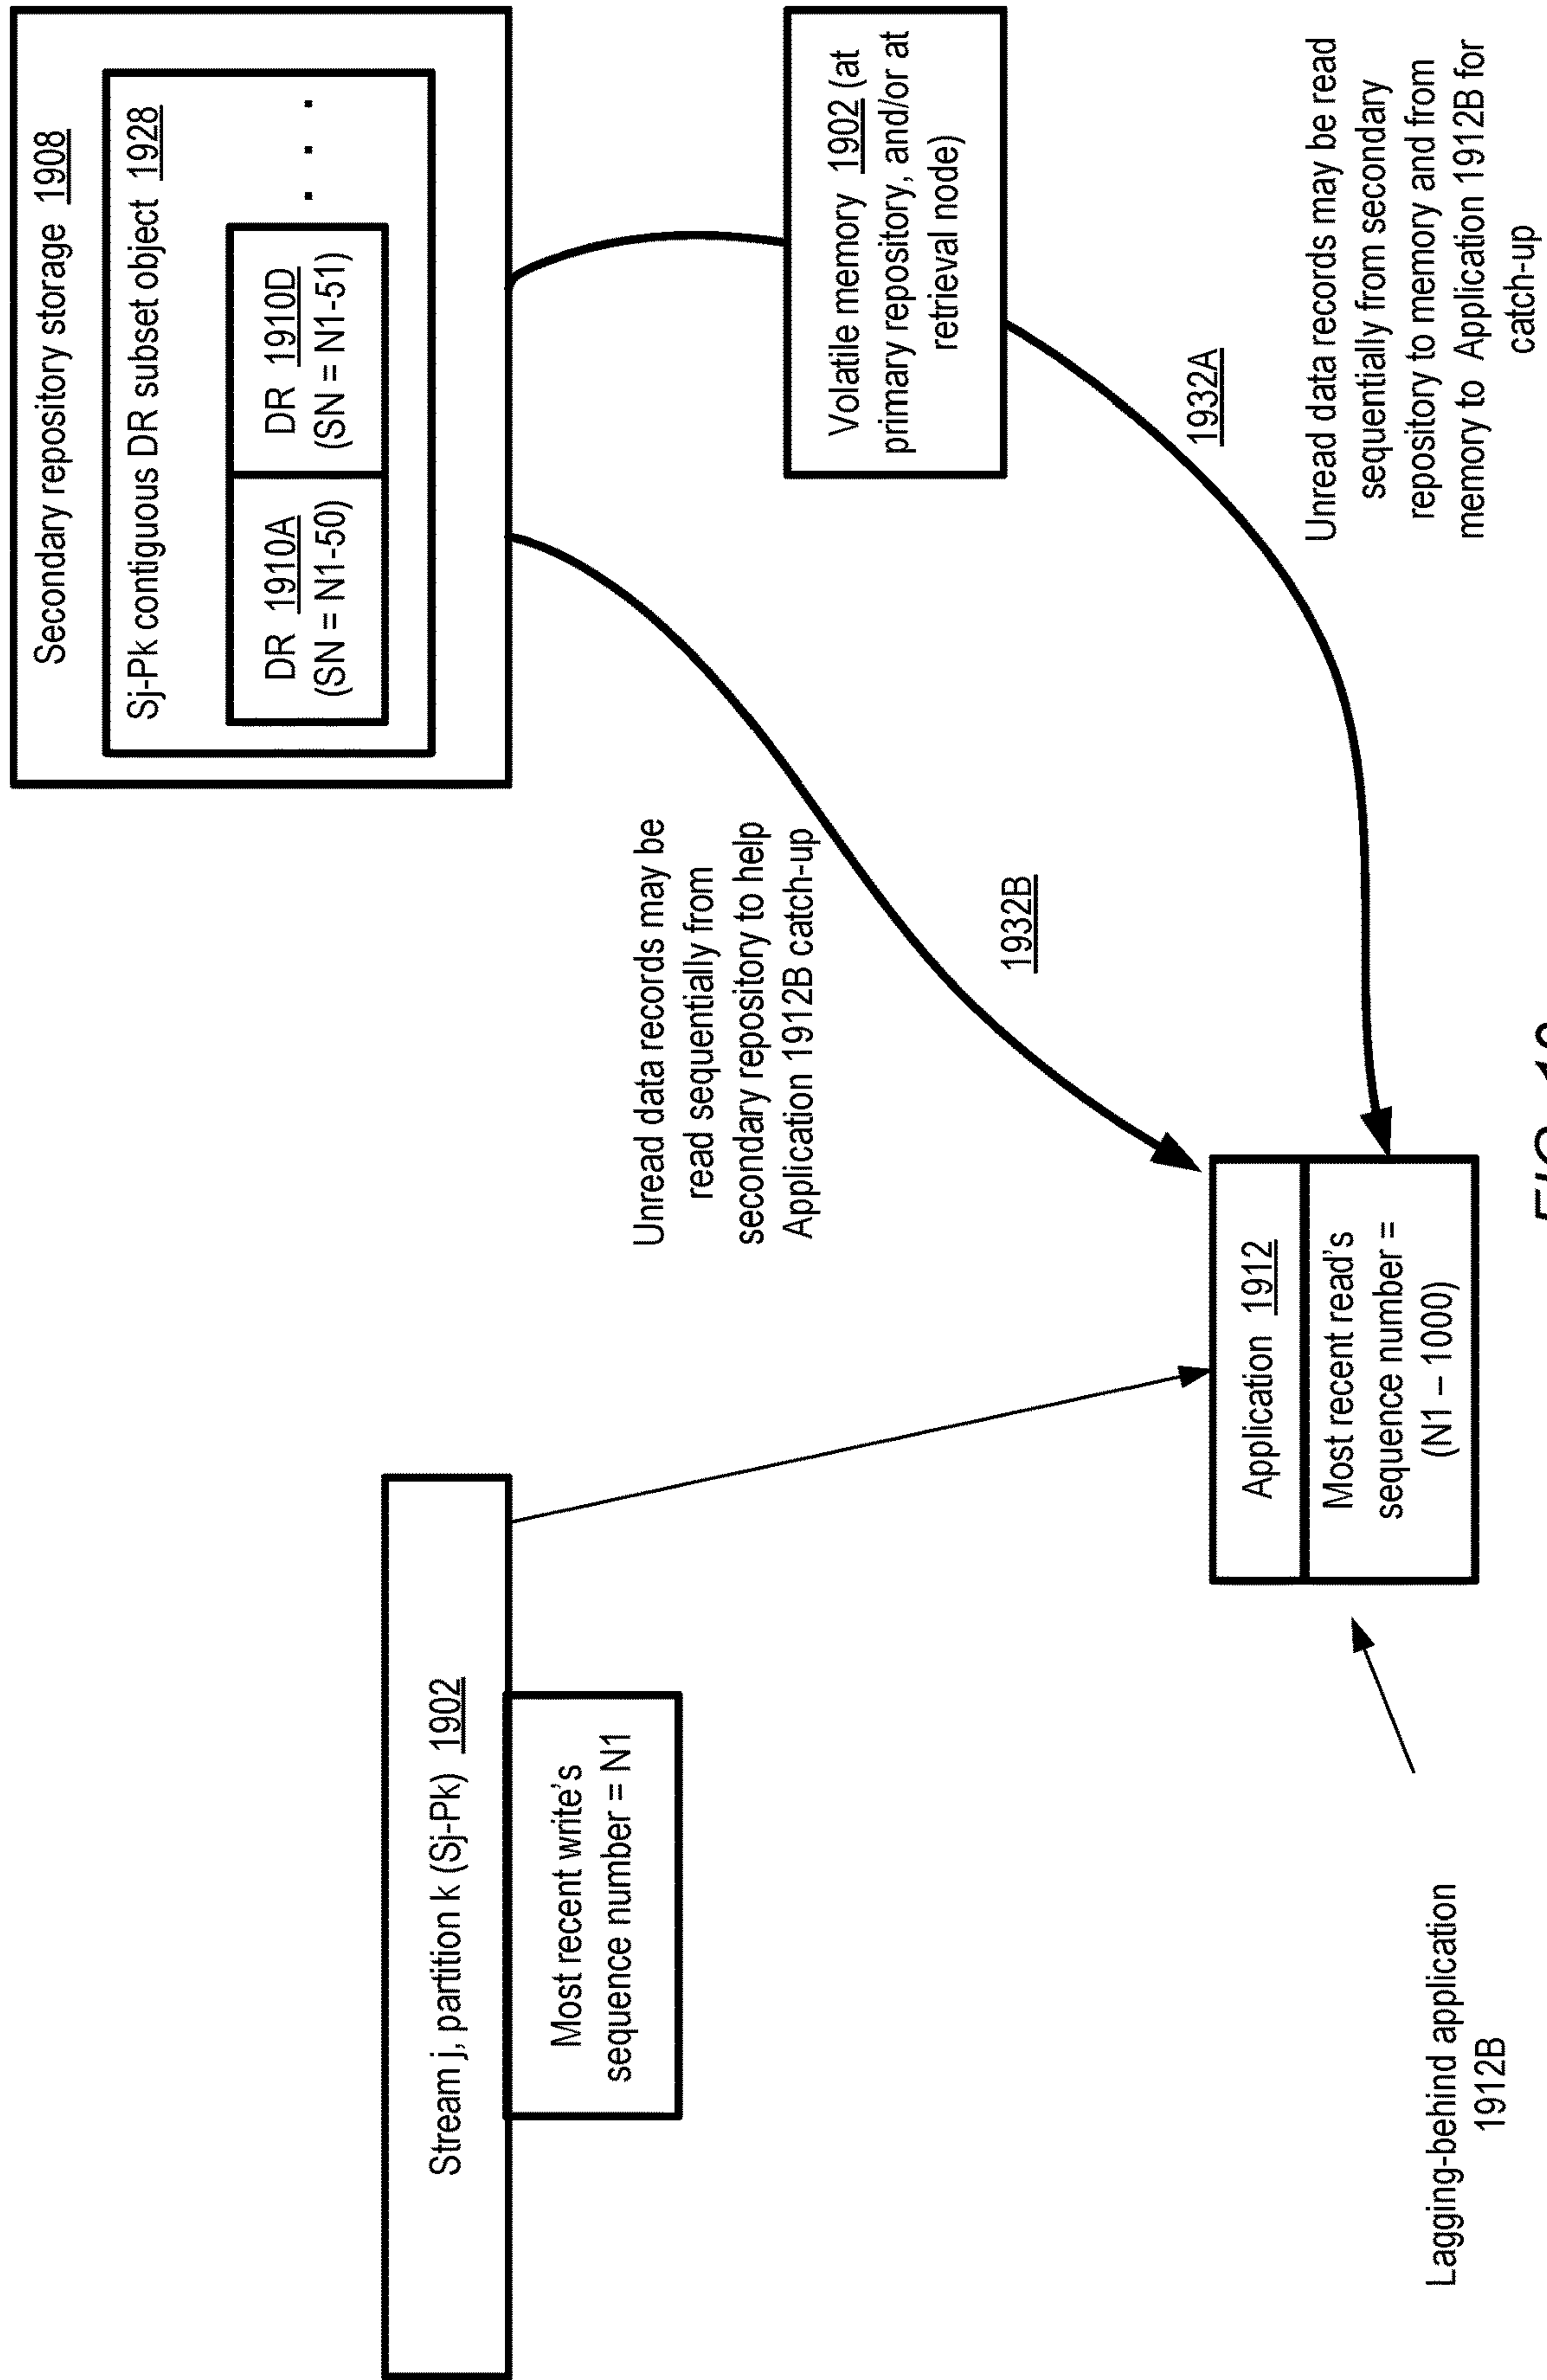 Stream j, partition k (Sj-Pk) 1902
Most recent write's
sequence number = N1
Secondary repository storage 1908
Sj-Pk contiguous DR subset object 1928
DR 1910A
(SN = N1-50)
DR 1910D
(SN = N1-51)
. . .
Unread data records may be
read sequentially from
secondary repository to help
Application 1912B catch-up
1932B
Volatile memory 1902 (at
primary repository, and/or at
retrieval node)
1932A
Unread data records may be read
sequentially from secondary
repository to memory and from
memory to Application 1912B for
catch-up
Application 1912
Most recent read's
sequence number =
(N1 – 1000)
Lagging-behind application
1912B